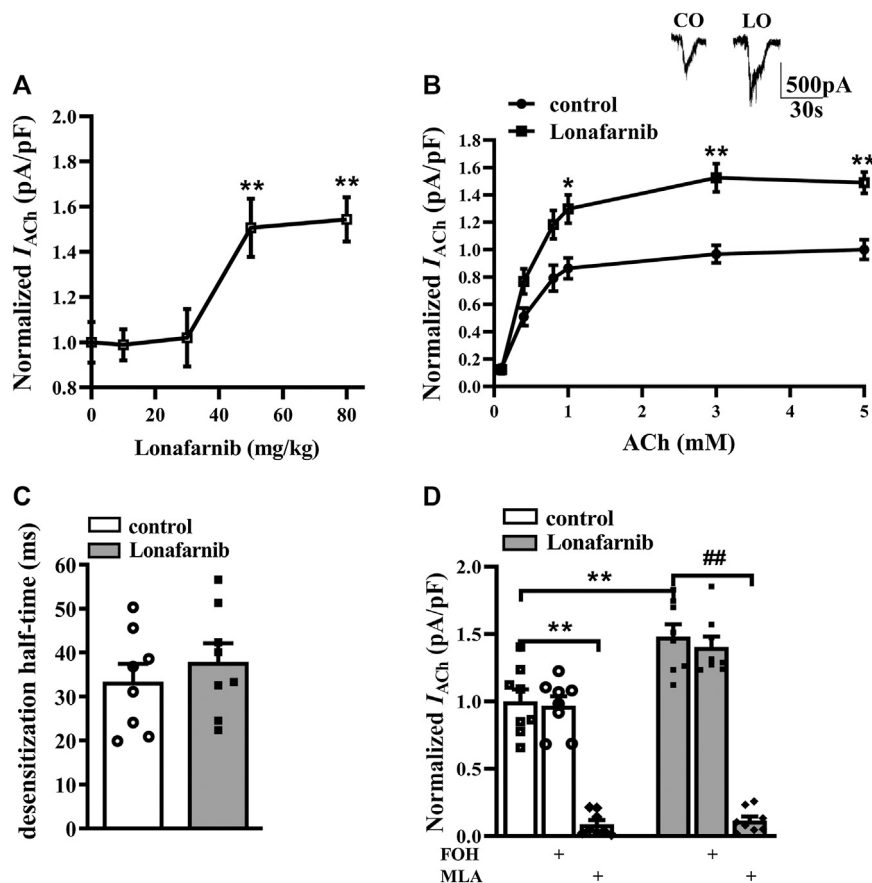 CO LO
500pA
30s
A
Normalized IACh (pA/pF)
2.0
1.8
1.6
1.4
1.2
1.0
0.8
** **
0 20 40 60 80
Lonafarnib (mg/kg)
B
control
Lonafarnib
Normalized IACh (pA/pF)
1.8
1.6
1.4
1.2
1.0
0.8
0.6
0.4
0.2
0.0
* ** **
0 1 2 3 4 5
ACh (mM)
C
control
Lonafarnib
desensitization half-time (ms)
60
50
40
30
20
10
0
D
control
Lonafarnib
Normalized IACh (pA/pF)
2.0
1.5
1.0
0.5
0.0
** ##
**
FOH + +
MLA + +